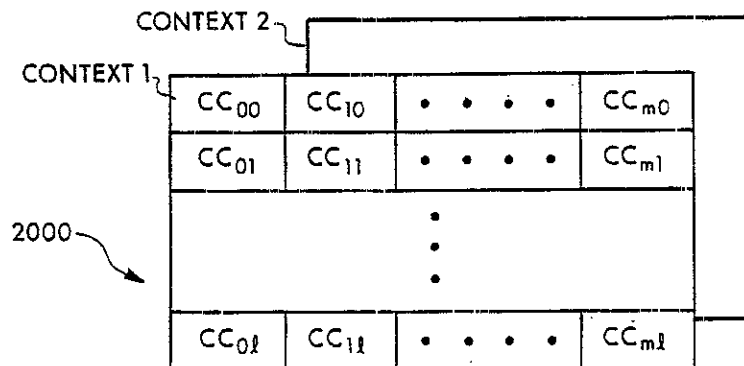 CONTEXT 2
CONTEXT 1
CC₀₀ CC₁₀ • • • • CCₘ₀
CC₀₁ CC₁₁ • • • • CCₘ₁
2000
CC₀ℓ CC₁ℓ • • • • CCₘℓ